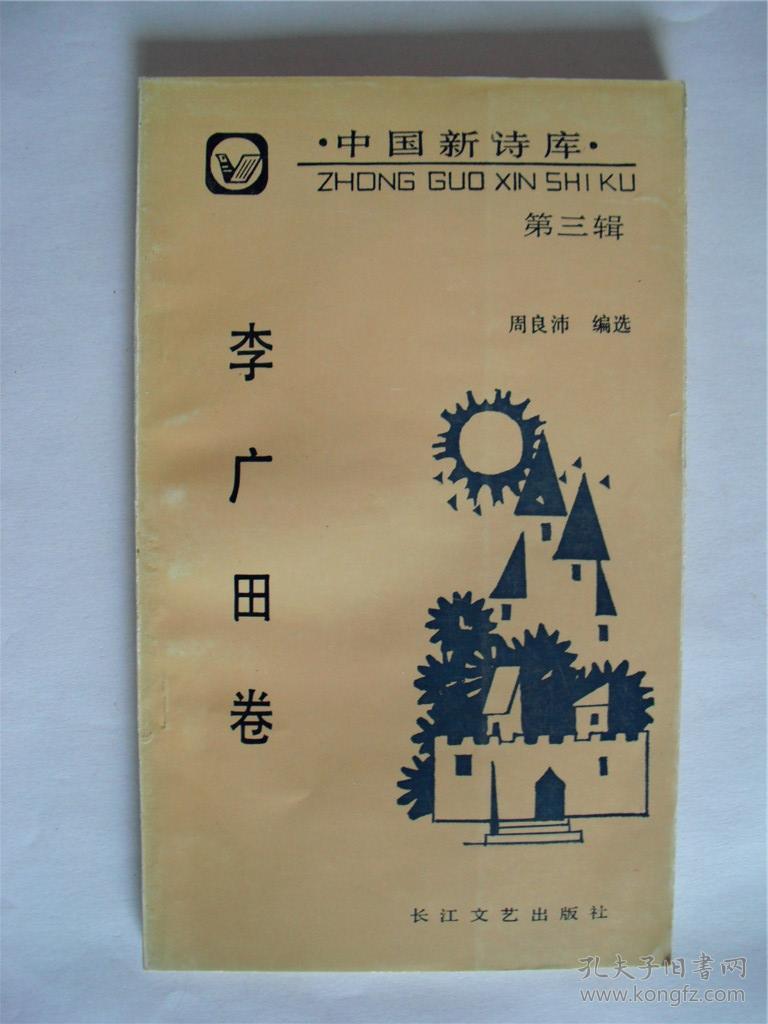 ·中国新诗库·
ZHONG GUO XIN SHI KU
第三辑
周良沛 编选
李广田卷
长江文艺出版社
孔夫子旧書网
www.kongfz.com